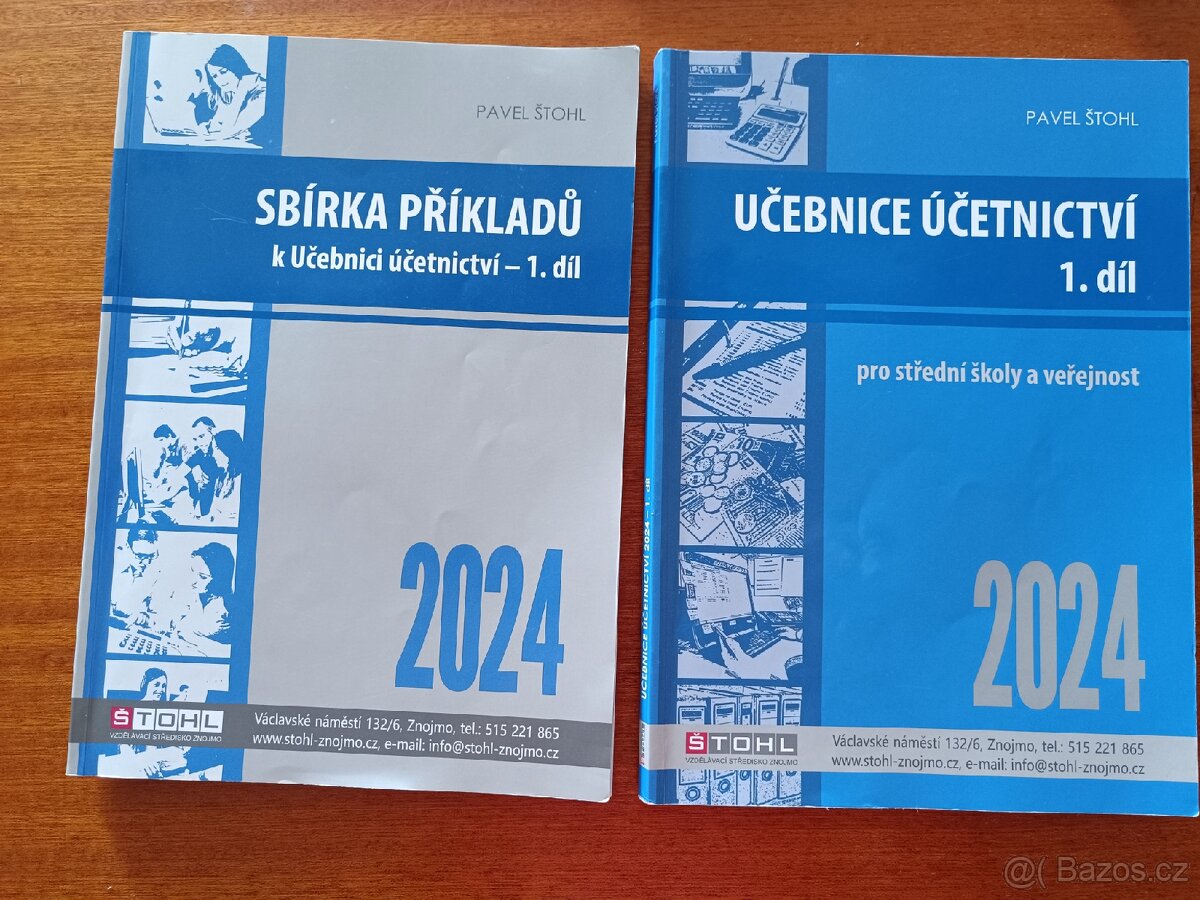 PAVEL ŠTOHL
SBÍRKA PŘÍKLADŮ
k Učebnici účetnictví – 1. díl
2024
ŠTOHL
VZDĚLÁVACÍ STŘEDISKO ZNOJMO
Václavské náměstí 132/6, Znojmo, tel.: 515 221 865
www.stohl-znojmo.cz, e-mail: info@stohl-znojmo.cz
PAVEL ŠTOHL
UČEBNICE ÚČETNICTVÍ
1. díl
pro střední školy a veřejnost
2024
UČEBNICE ÚČETNICTVÍ 2024 – 1. díl
ŠTOHL
VZDĚLÁVACÍ STŘEDISKO ZNOJMO
Václavské náměstí 132/6, Znojmo, tel.: 515 221 865
www.stohl-znojmo.cz, e-mail: info@stohl-znojmo.cz
@( Bazos.cz